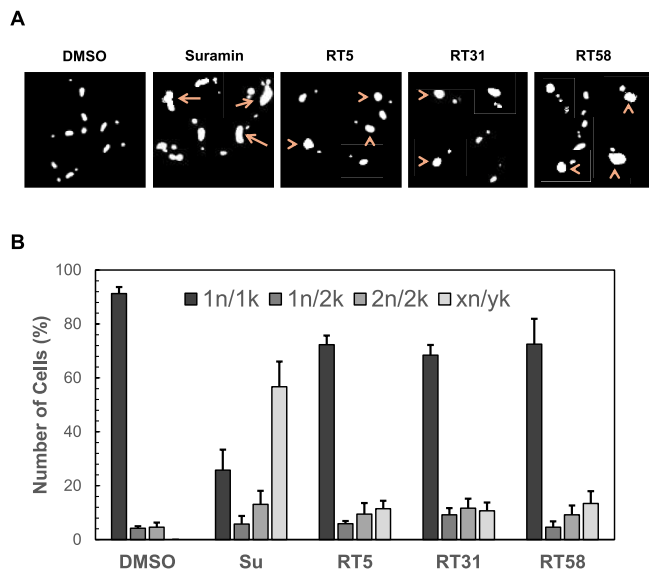 A
DMSO Suramin RT5 RT31 RT58
B
100
80
60
40
20
0
Number of Cells (%)
1n/1k 1n/2k 2n/2k xn/yk
DMSO Su RT5 RT31 RT58